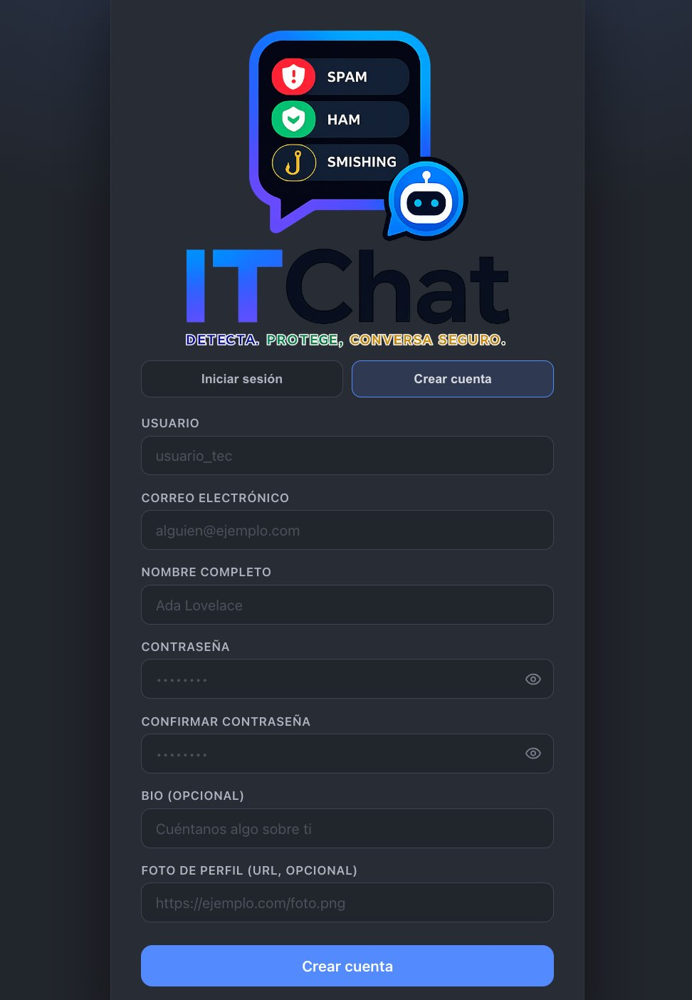 SPAM
HAM
SMISHING
ITChat
DETECTA. PROTEGE, CONVERSA SEGURO.
Iniciar sesión
Crear cuenta
USUARIO
usuario_tec
CORREO ELECTRÓNICO
alguien@ejemplo.com
NOMBRE COMPLETO
Ada Lovelace
CONTRASEÑA
••••••••
CONFIRMAR CONTRASEÑA
••••••••
BIO (OPCIONAL)
Cuéntanos algo sobre ti
FOTO DE PERFIL (URL, OPCIONAL)
https://ejemplo.com/foto.png
Crear cuenta